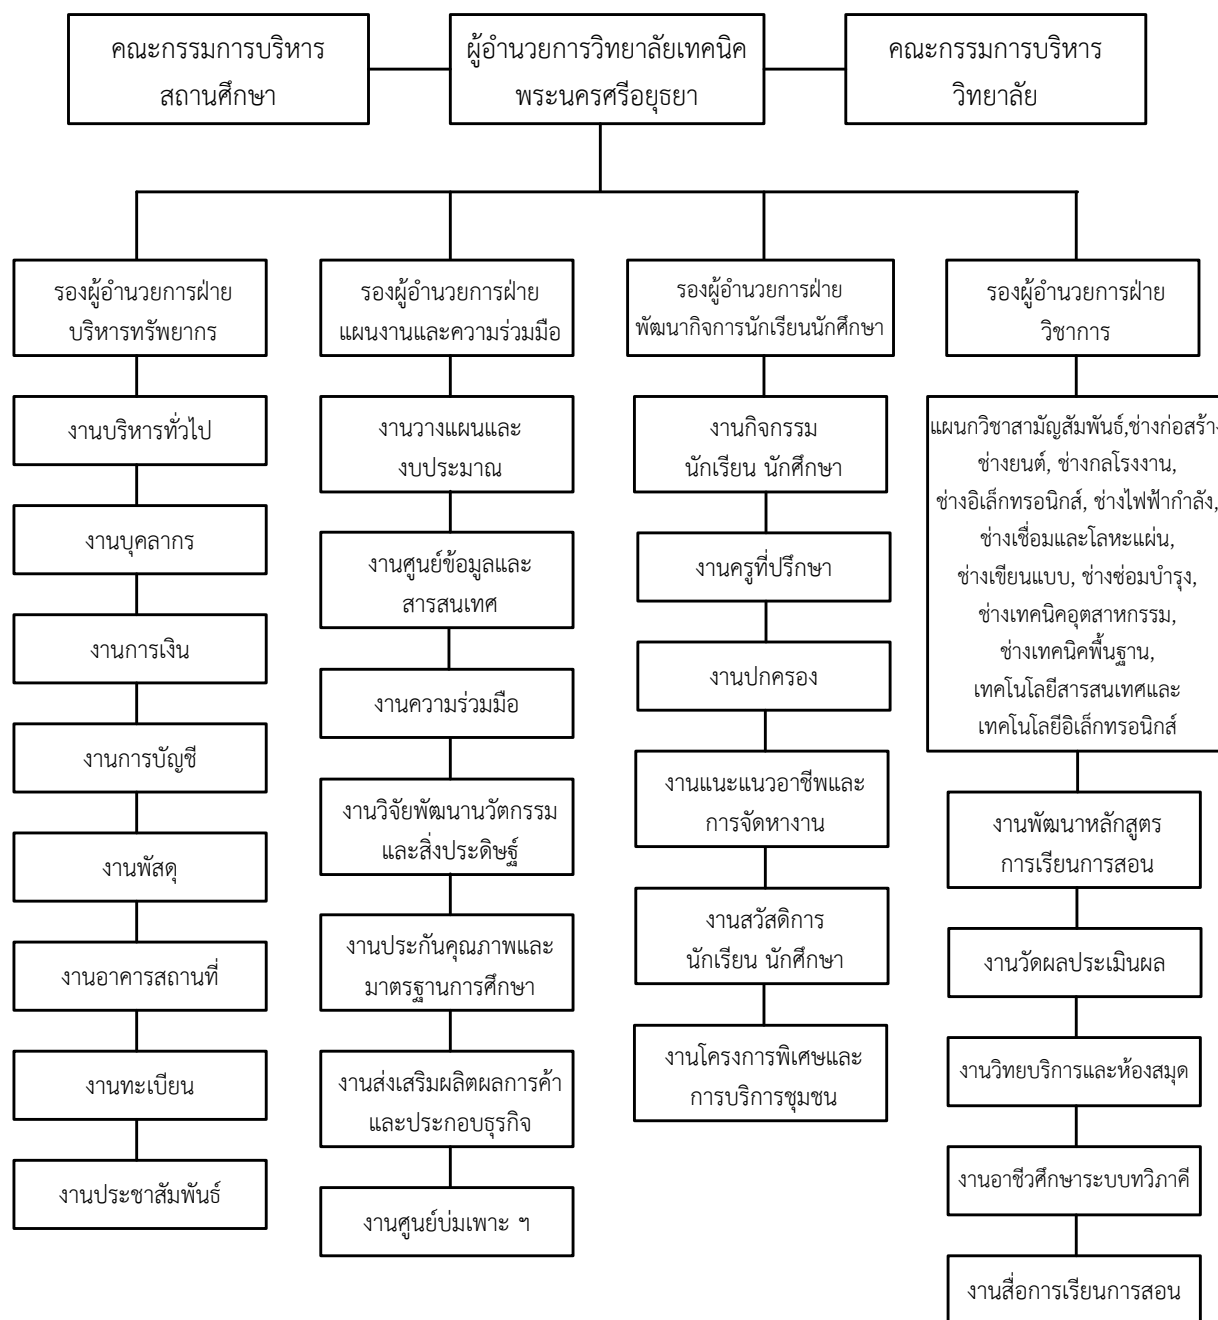 คณะกรรมการบริหาร
สถานศึกษา
ผู้อำนวยการวิทยาลัยเทคนิค
พระนครศรีอยุธยา
คณะกรรมการบริหาร
วิทยาลัย
รองผู้อำนวยการฝ่าย
บริหารทรัพยากร
งานบริหารทั่วไป
งานบุคลากร
งานการเงิน
งานการบัญชี
งานพัสดุ
งานอาคารสถานที่
งานทะเบียน
งานประชาสัมพันธ์
รองผู้อำนวยการฝ่าย
แผนงานและความร่วมมือ
งานวางแผนและ
งบประมาณ
งานศูนย์ข้อมูลและ
สารสนเทศ
งานความร่วมมือ
งานวิจัยพัฒนานวัตกรรม
และสิ่งประดิษฐ์
งานประกันคุณภาพและ
มาตรฐานการศึกษา
งานส่งเสริมผลิตผลการค้า
และประกอบธุรกิจ
งานศูนย์บ่มเพาะ ฯ
รองผู้อำนวยการฝ่าย
พัฒนากิจการนักเรียนนักศึกษา
งานกิจกรรม
นักเรียน นักศึกษา
งานครูที่ปรึกษา
งานปกครอง
งานแนะแนวอาชีพและ
การจัดหางาน
งานสวัสดิการ
นักเรียน นักศึกษา
งานโครงการพิเศษและ
การบริการชุมชน
รองผู้อำนวยการฝ่าย
วิชาการ
แผนกวิชาสามัญสัมพันธ์,ช่างก่อสร้าง
ช่างยนต์, ช่างกลโรงงาน,
ช่างอิเล็กทรอนิกส์, ช่างไฟฟ้ากำลัง,
ช่างเชื่อมและโลหะแผ่น,
ช่างเขียนแบบ, ช่างซ่อมบำรุง,
ช่างเทคนิคอุตสาหกรรม,
ช่างเทคนิคพื้นฐาน,
เทคโนโลยีสารสนเทศและ
เทคโนโลยีอิเล็กทรอนิกส์
งานพัฒนาหลักสูตร
การเรียนการสอน
งานวัดผลประเมินผล
งานวิทยบริการและห้องสมุด
งานอาชีวศึกษาระบบทวิภาคี
งานสื่อการเรียนการสอน